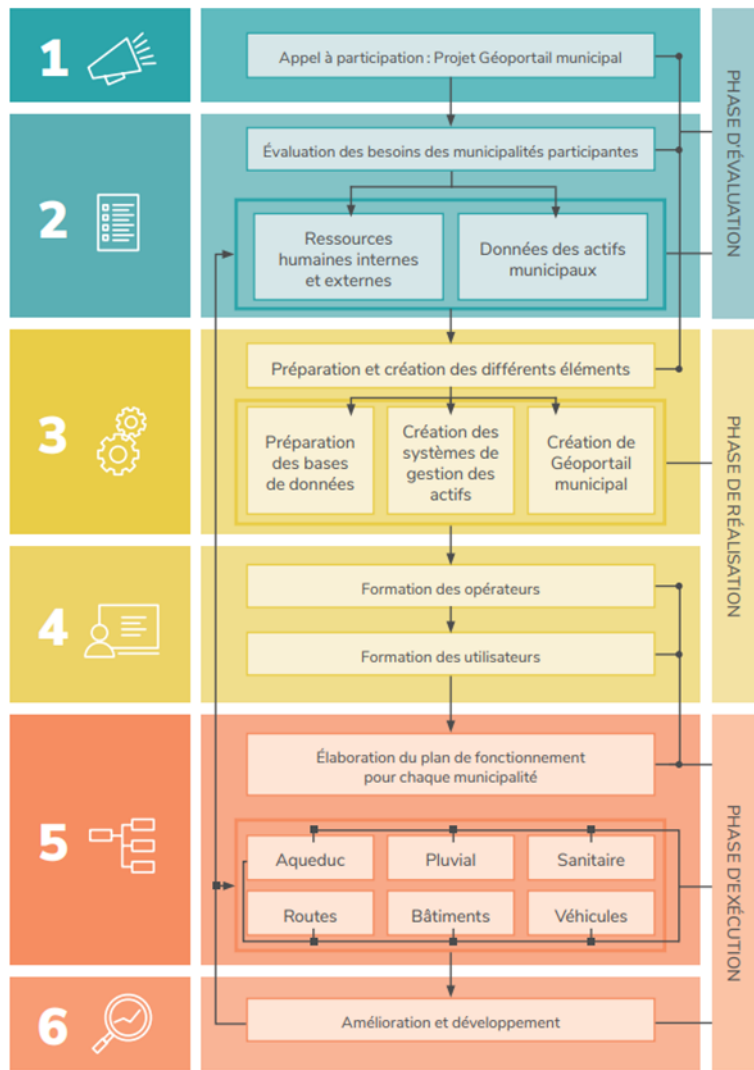 1
Appel à participation : Projet Géoportail municipal
PHASE D'ÉVALUATION
2
Évaluation des besoins des municipalités participantes
Ressources
humaines internes
et externes
Données des actifs
municipaux
3
Préparation et création des différents éléments
Préparation
des bases
de données
Création des
systèmes de
gestion des
actifs
Création de
Géoportail
municipal
PHASE DE RÉALISATION
4
Formation des opérateurs
Formation des utilisateurs
5
Élaboration du plan de fonctionnement
pour chaque municipalité
Aqueduc
Pluvial
Sanitaire
Routes
Bâtiments
Véhicules
PHASE D'EXÉCUTION
6
Amélioration et développement